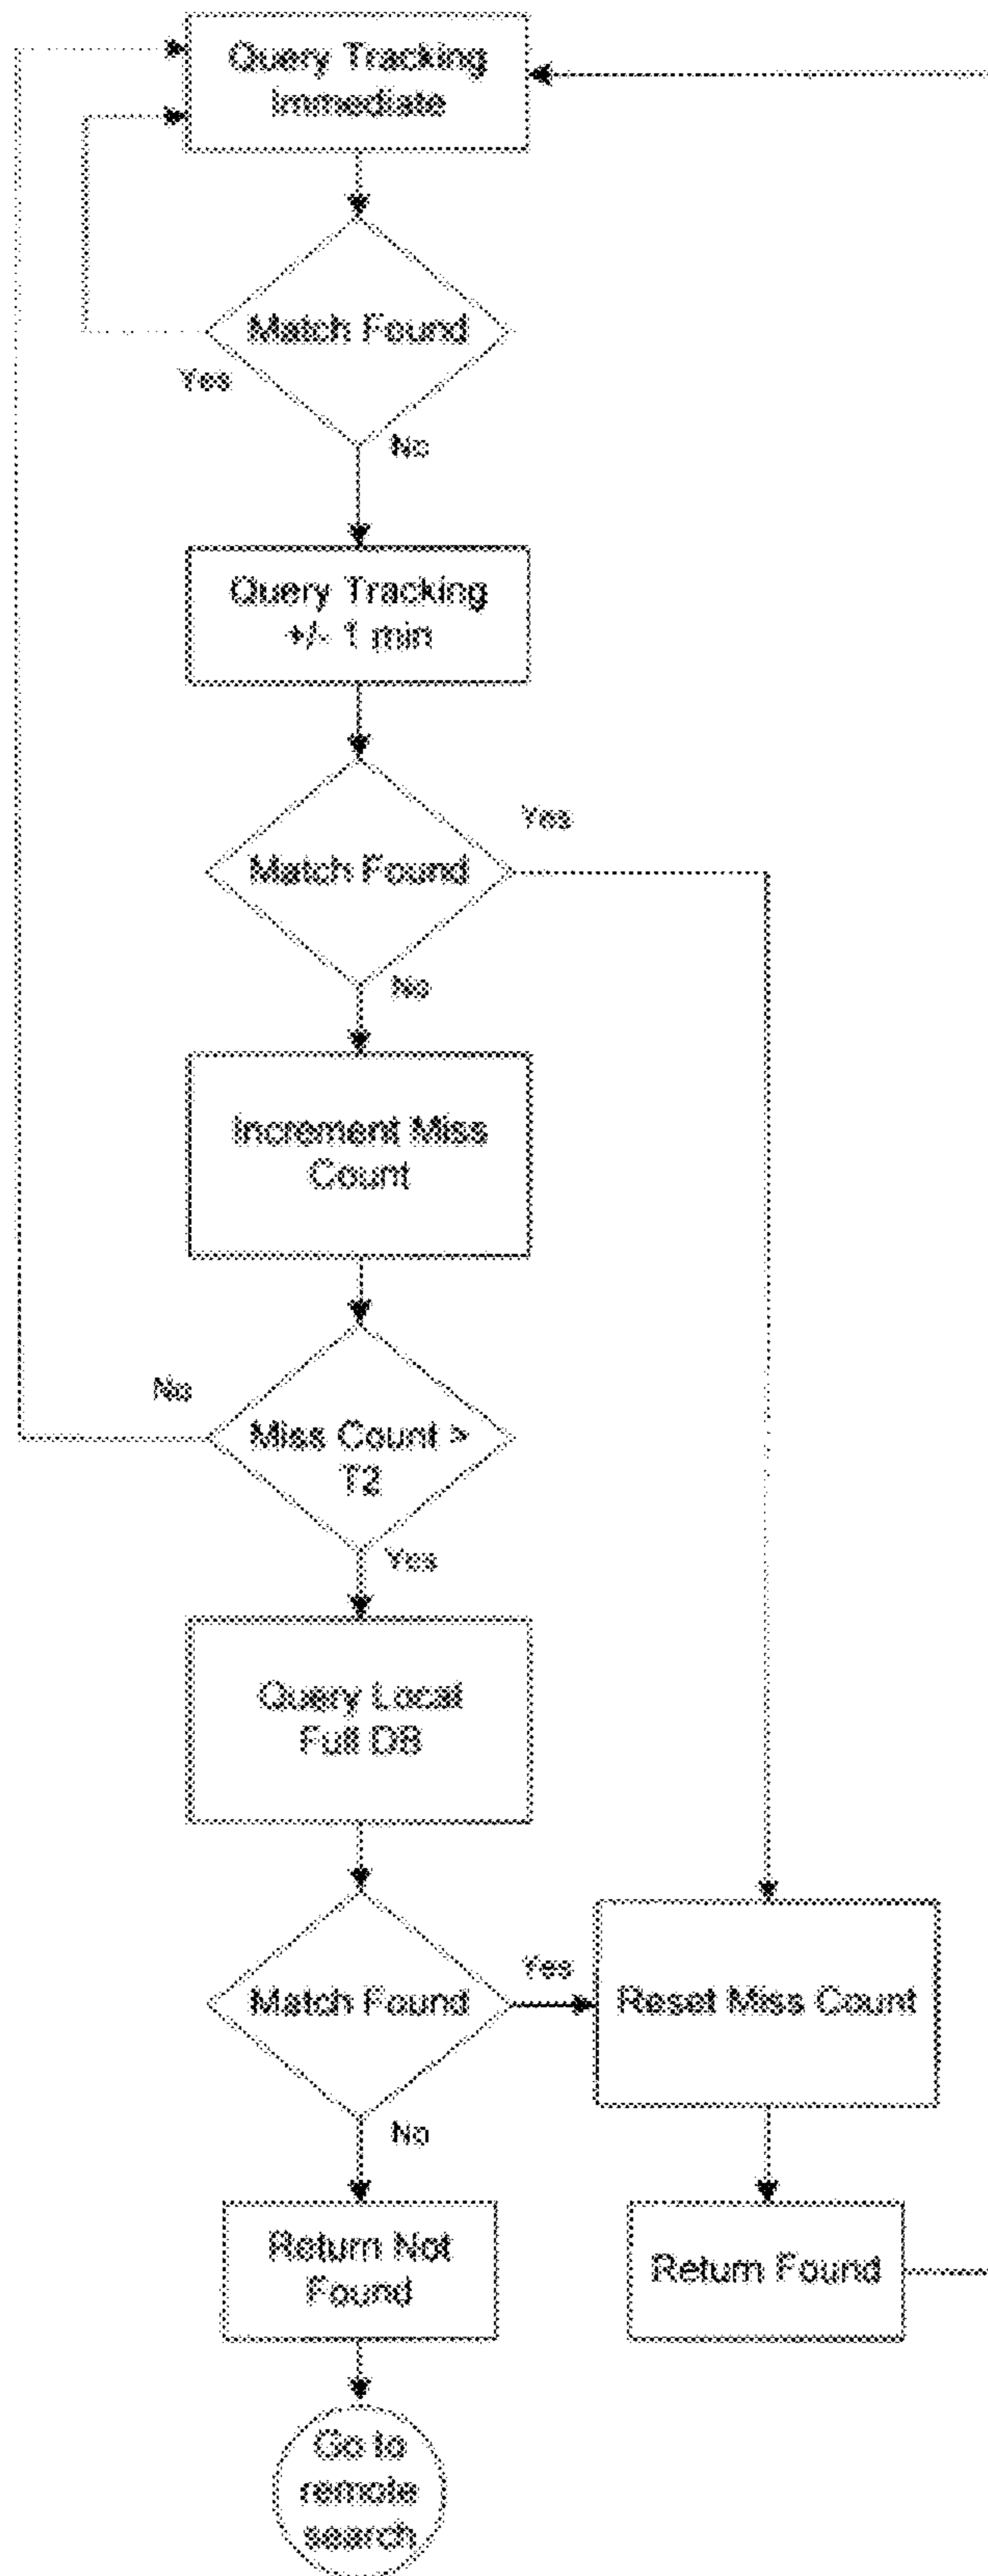 Query Tracking
Immediate
Match Found
Yes
No
Query Tracking
+/- 1 min
Yes
Match Found
No
Increment Miss
Count
No
Miss Count >
T2
Yes
Query Local
Full DB
Yes
Match Found
Reset Miss Count
No
Return Not
Found
Return Found
Go to
remote
search